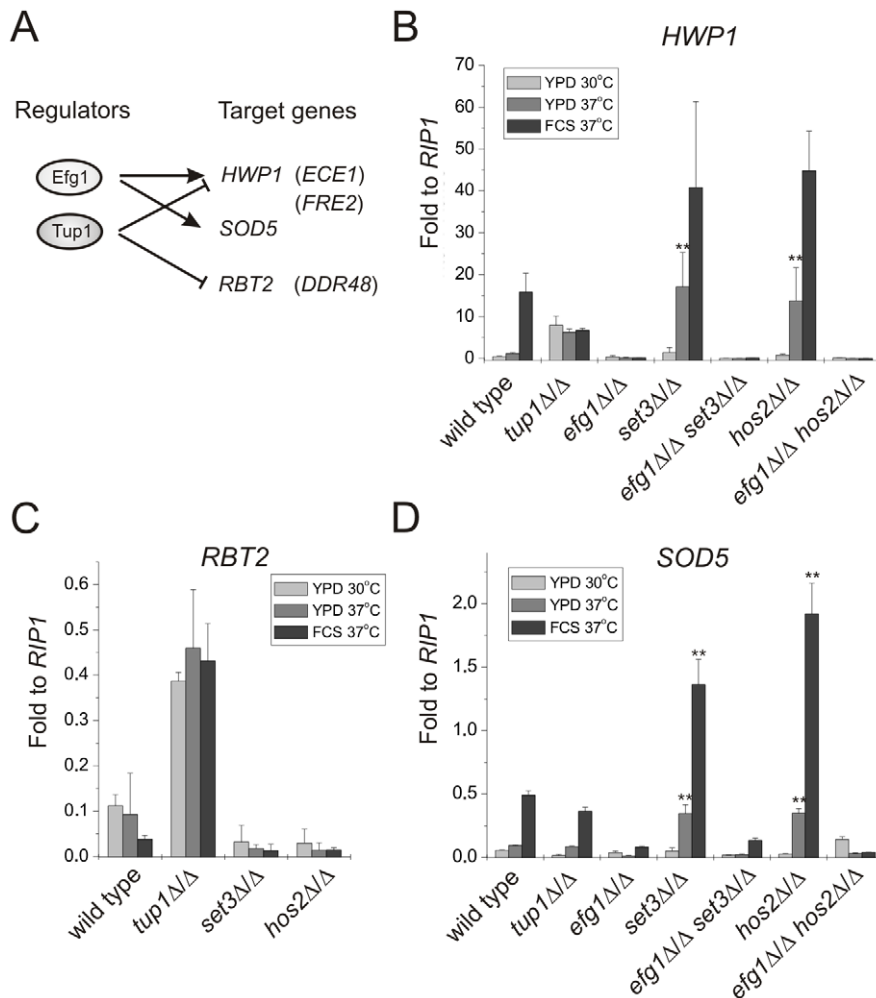 A
Regulators Target genes
Efg1
HWP1 (ECE1)
(FRE2)
Tup1
SOD5
RBT2 (DDR48)
B
HWP1
YPD 30°C
YPD 37°C
FCS 37°C
Fold to RIP1
70
60
50
40
30
20
10
0
wild type
tup1Δ/Δ
efg1Δ/Δ
set3Δ/Δ
efg1Δ/Δ set3Δ/Δ
hos2Δ/Δ
efg1Δ/Δ hos2Δ/Δ
**
**
C
RBT2
YPD 30°C
YPD 37°C
FCS 37°C
Fold to RIP1
0.6
0.5
0.4
0.3
0.2
0.1
0.0
wild type
tup1Δ/Δ
set3Δ/Δ
hos2Δ/Δ
D
SOD5
YPD 30°C
YPD 37°C
FCS 37°C
Fold to RIP1
2.0
1.5
1.0
0.5
0.0
**
**
**
**
wild type
tup1Δ/Δ
efg1Δ/Δ
set3Δ/Δ
efg1Δ/Δ set3Δ/Δ
hos2Δ/Δ
efg1Δ/Δ hos2Δ/Δ